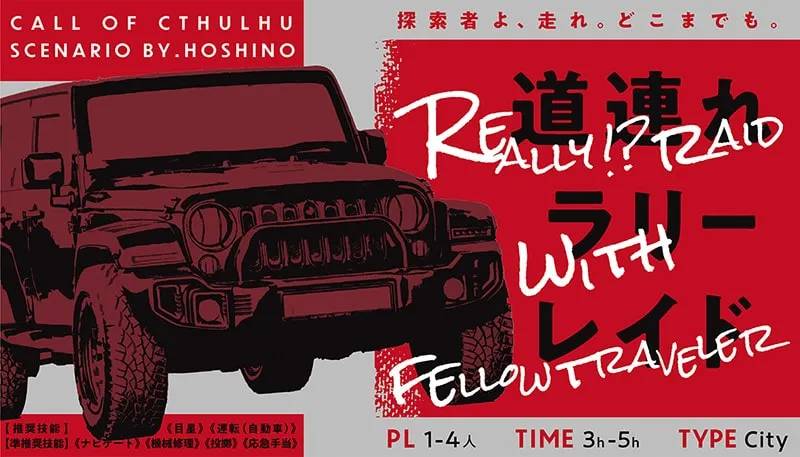 CALL OF CTHULHU
SCENARIO BY.HOSHINO
探索者よ、走れ。どこまでも。
道連れ
REALLY!? RAID
ラリー
WITH
レイド
FELLOWTRAVELER
【推奨技能】《目星》《運転(自動車)》
【準推奨技能】《ナビゲート》《機械修理》《投擲》《応急手当》
PL 1-4人 TIME 3h-5h TYPE City